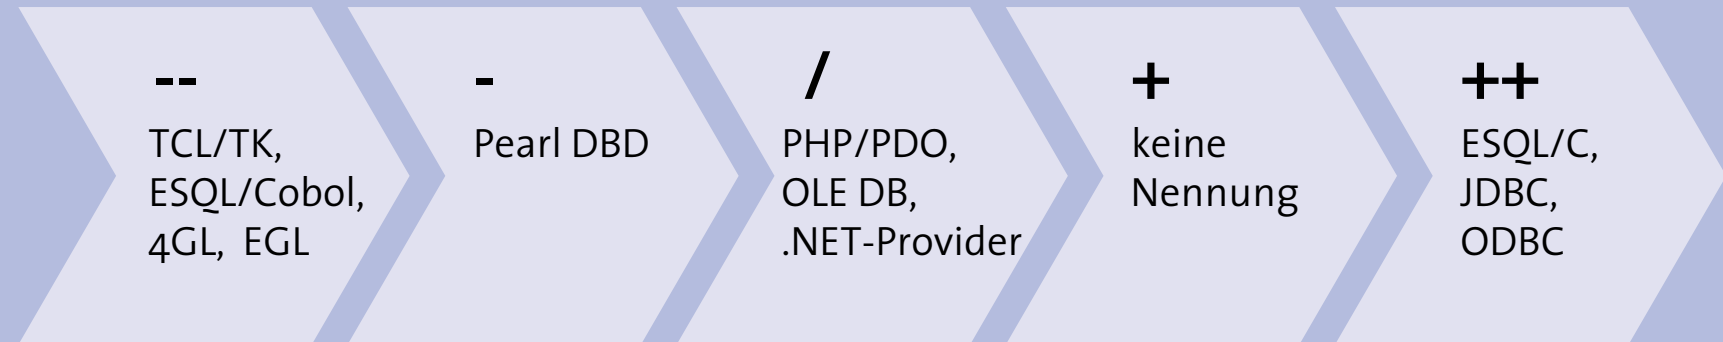 --
TCL/TK,
ESQL/Cobol,
4GL, EGL
-
Pearl DBD
/
PHP/PDO,
OLE DB,
.NET-Provider
+
keine
Nennung
++
ESQL/C,
JDBC,
ODBC